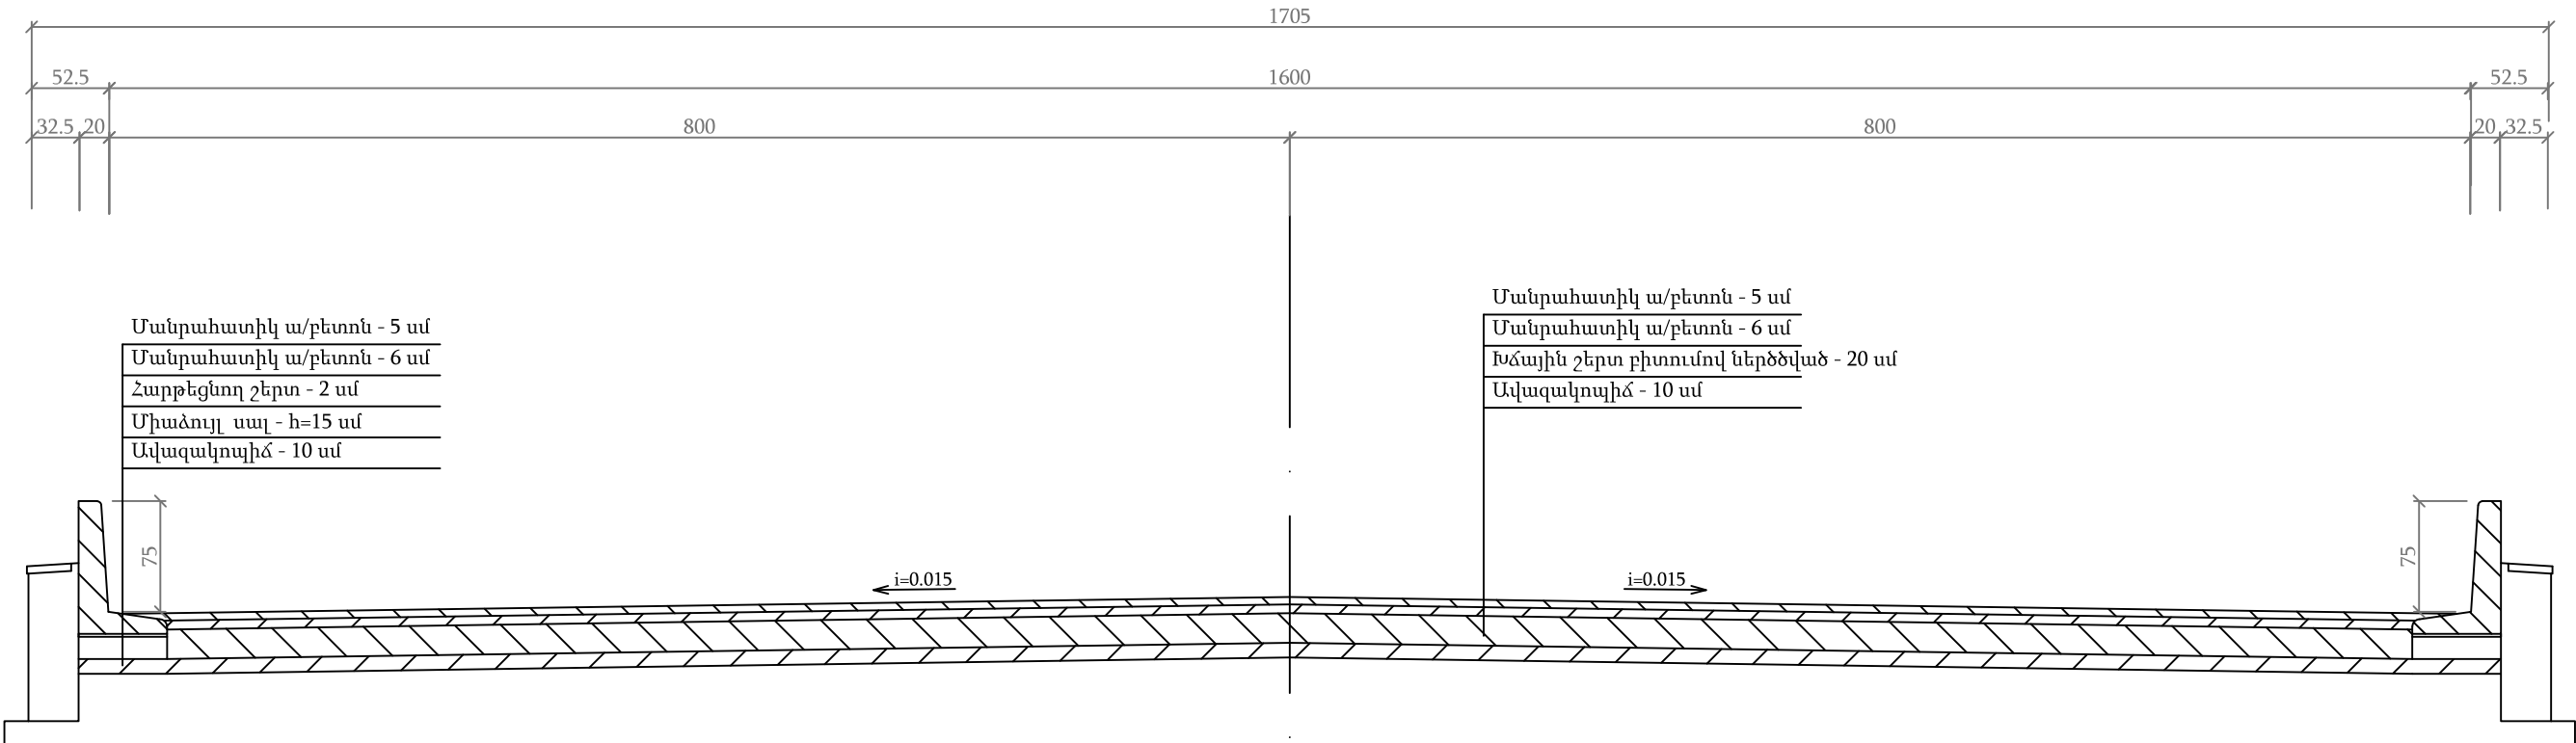 1705
52.5 1600 52.5
32.5 20 800 800 20 32.5
Մանրահատիկ ա/բետոն - 5 սմ
Մանրահատիկ ա/բետոն - 6 սմ
Հարթեցնող շերտ - 2 սմ
Միաձույլ սալ - h=15 սմ
Ավազակոպիճ - 10 սմ
Մանրահատիկ ա/բետոն - 5 սմ
Մանրահատիկ ա/բետոն - 6 սմ
Խճային շերտ բիտումով ներծծված - 20 սմ
Ավազակոպիճ - 10 սմ
75
i=0.015
i=0.015
75